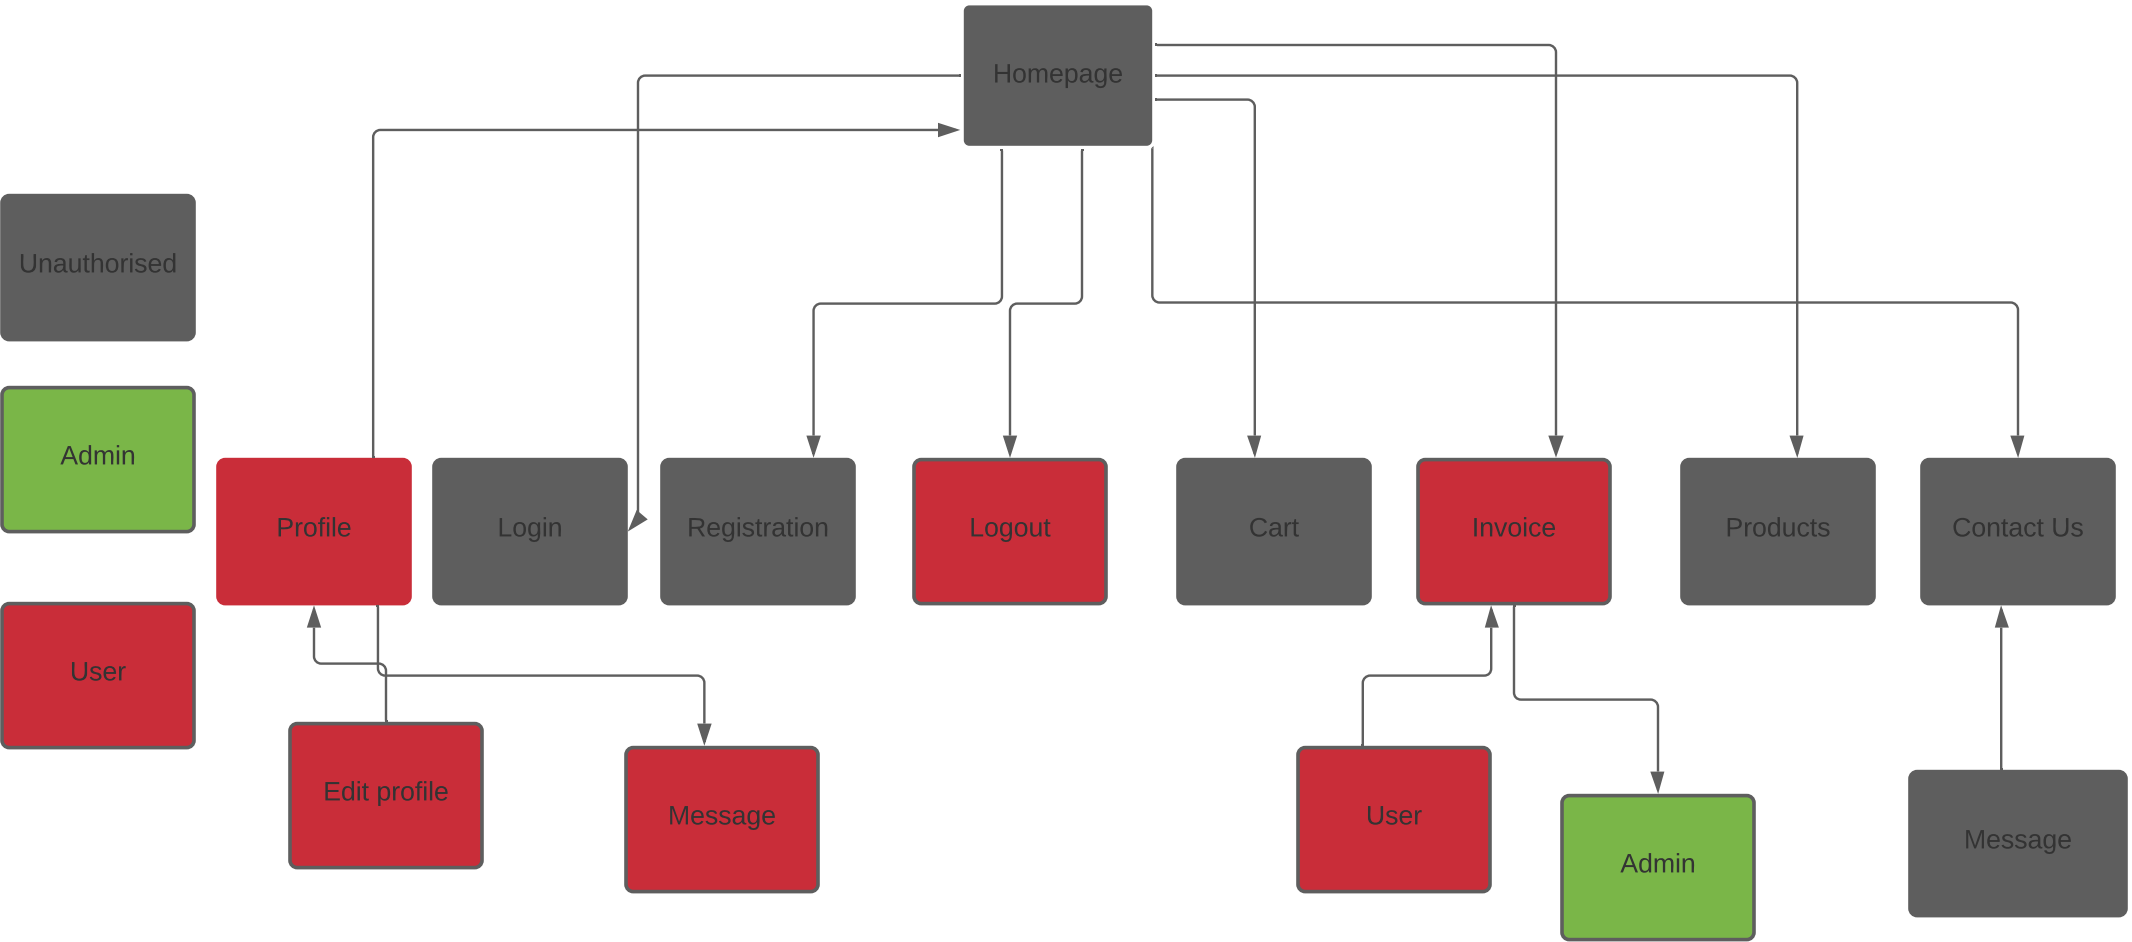 Homepage
Unauthorised
Admin
User
Profile
Login
Registration
Logout
Cart
Invoice
Products
Contact Us
Edit profile
Message
User
Admin
Message